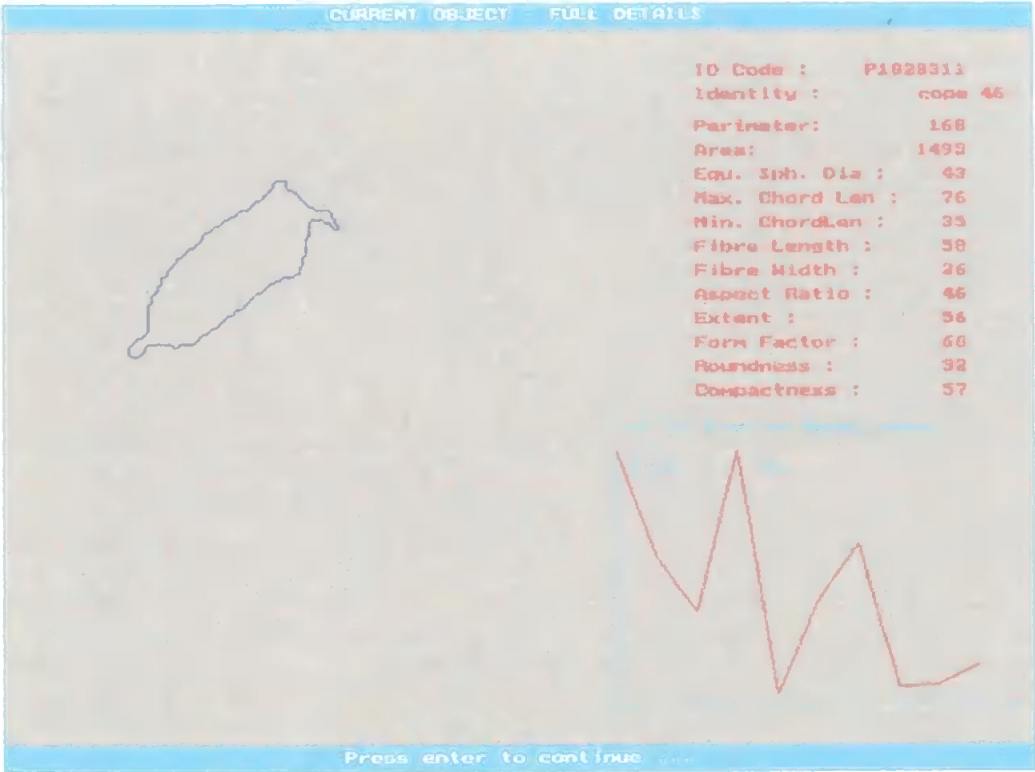 CURRENT OBJECT - FULL DETAILS
ID Code : P1028311
Identity : cope 46
Perimeter: 168
Area: 1495
Equ. Sph. Dia : 43
Max. Chord Len : 76
Min. ChordLen : 35
Fibre Length : 58
Fibre Width : 26
Aspect Ratio : 46
Extent : 56
Form Factor : 66
Roundness : 32
Compactness : 57
Press enter to continue ...